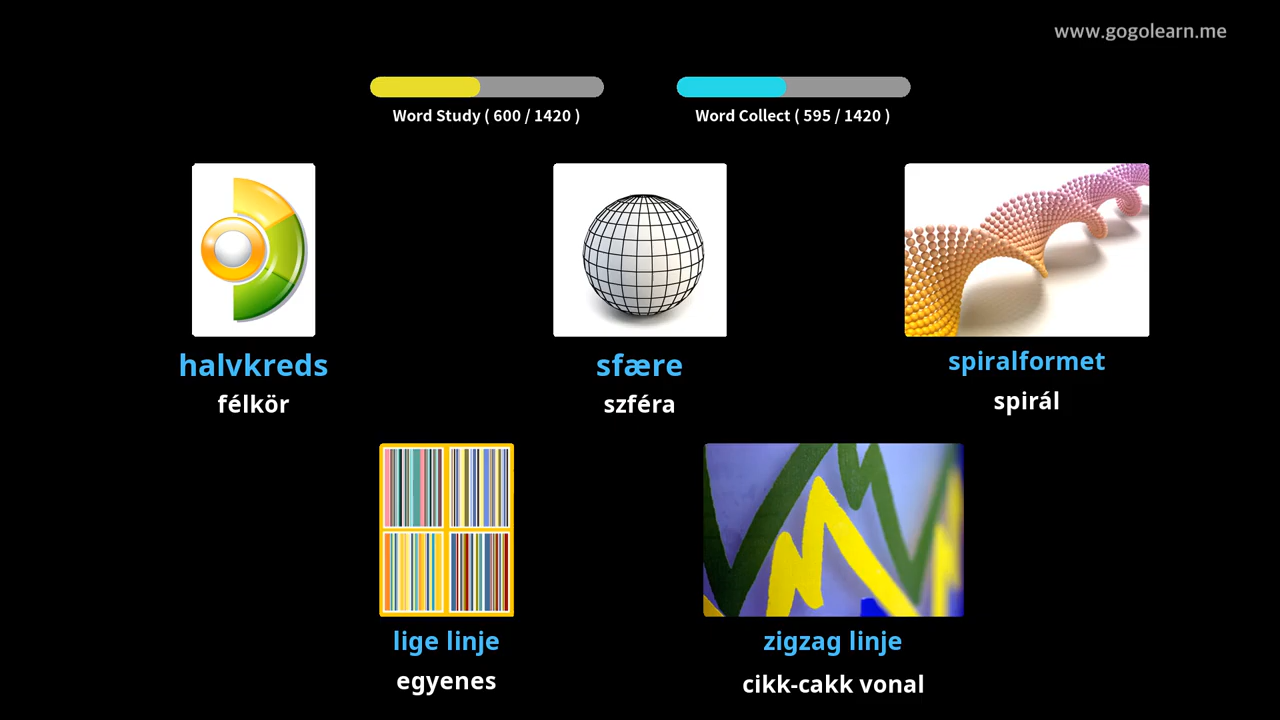 www.gogolearn.me
Word Study ( 600 / 1420 )
Word Collect ( 595 / 1420 )
halvkreds
félkör
sfære
szféra
spiralformet
spirál
lige linje
egyenes
zigzag linje
cikk-cakk vonal